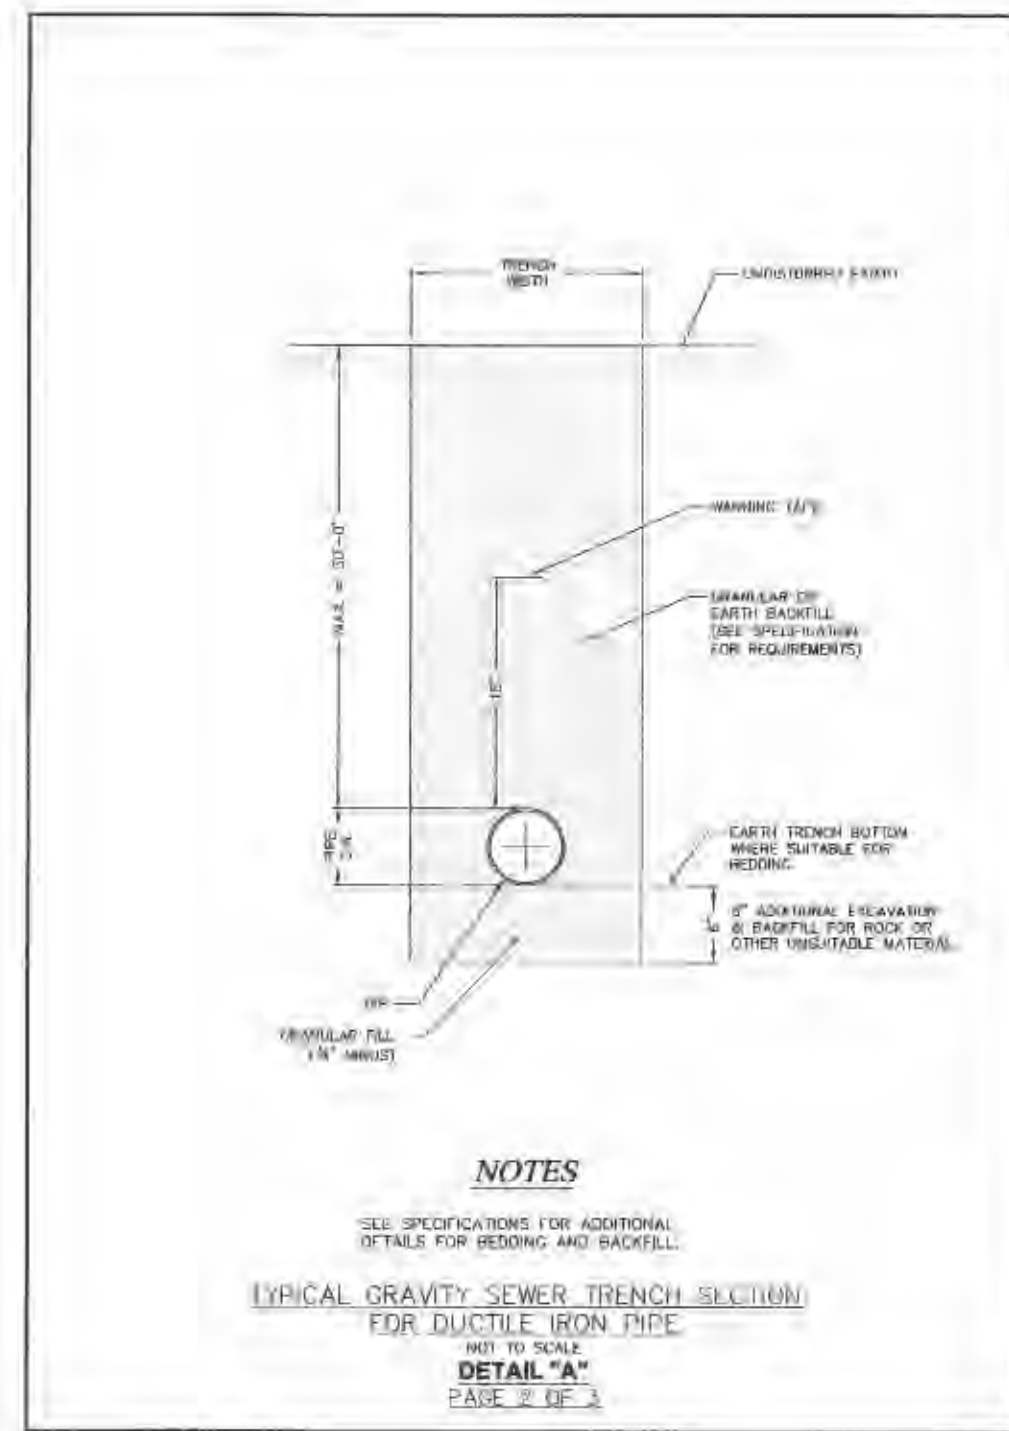 TRENCH
WIDTH
UNDISTURBED EARTH
MAX. =
WARNING TAPE
GRANULAR OR
EARTH BACKFILL
(SEE SPECIFICATION
FOR REQUIREMENTS)
PIPE
DIA.
EARTH TRENCH BOTTOM
WHERE SUITABLE FOR
BEDDING
6" ADDITIONAL EXCAVATION
& BACKFILL FOR ROCK OR
OTHER UNSUITABLE MATERIAL
DIP
GRANULAR FILL
MINUS)
NOTES
SEE SPECIFICATIONS FOR ADDITIONAL
DETAILS FOR BEDDING AND BACKFILL.
TYPICAL GRAVITY SEWER TRENCH SECTION
FOR DUCTILE IRON PIPE
NOT TO SCALE
DETAIL "A"
PAGE 2 OF 3